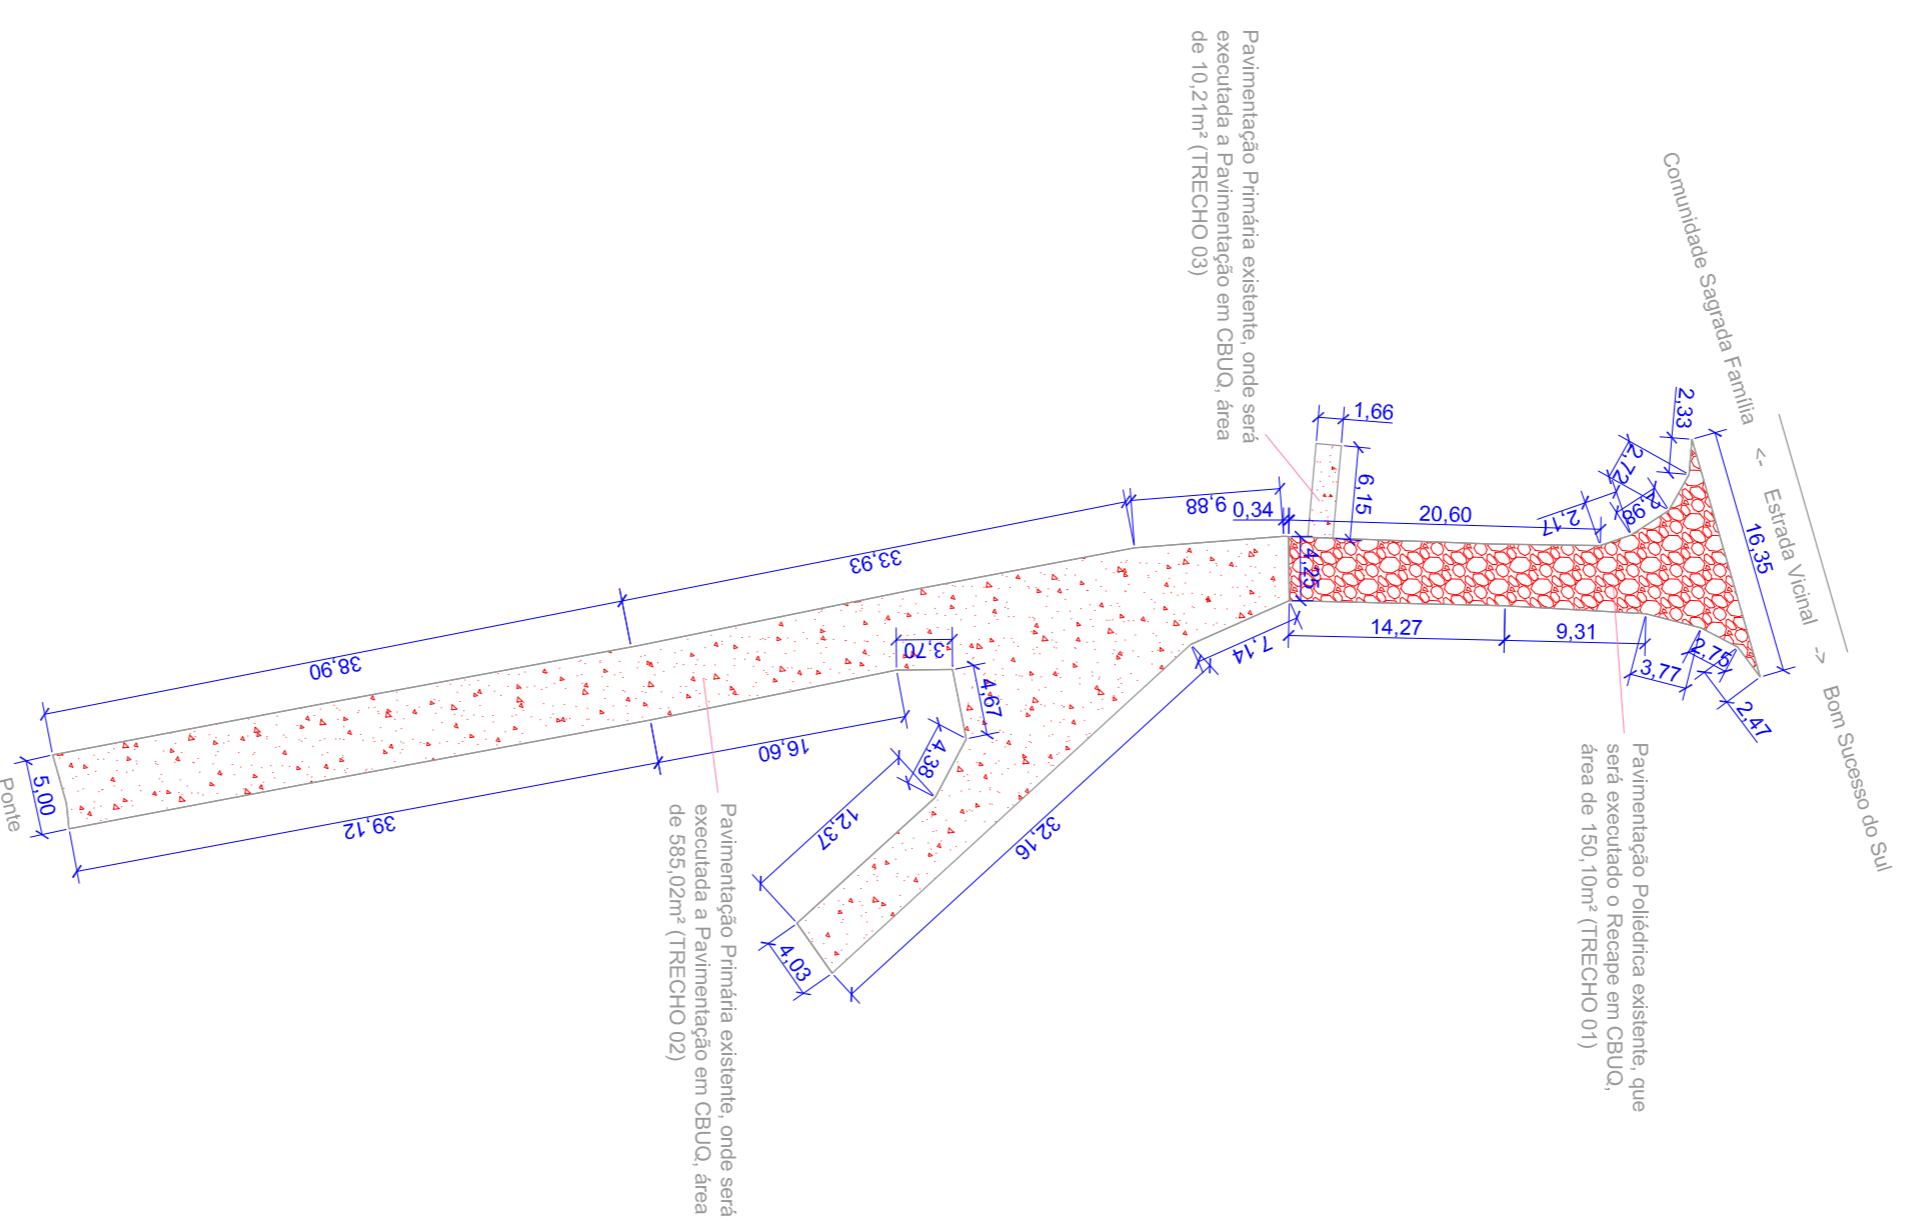 Pavimentação Primária existente, onde será
executada a Pavimentação em CBUQ, área
de 10,21m² (TRECHO 03)
Comunidade Sagrada Família <- Estrada Vicinal -> Bom Sucesso do Sul
16,35
2,33
2,72
2,98
2,17
1,66
6,15
20,60
0,34
9,88
4,25
14,27
9,31
3,77
2,75
2,47
33,93
38,90
3,70
4,67
4,38
7,14
16,60
12,37
32,16
39,12
5,00
4,03
Ponte
Pavimentação Poliédrica existente, que
será executado o Recape em CBUQ,
área de 150,10m² (TRECHO 01)
Pavimentação Primária existente, onde será
executada a Pavimentação em CBUQ, área
de 585,02m² (TRECHO 02)